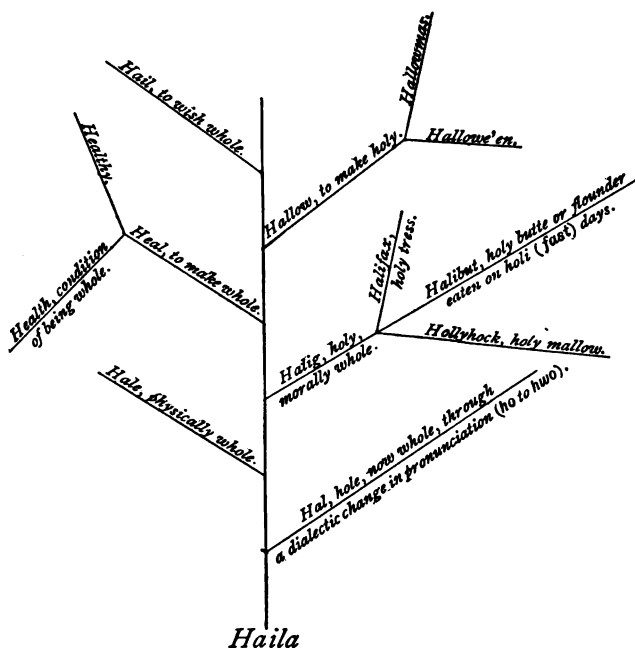 Hallowmas.
Hail, to wish whole.
Hallowe'en.
Healthy.
Hallow, to make holy.
Halibut, holy butte or flounder
eaten on holi (fast) days.
Halifax,
holy tress.
Heal, to make whole.
Health, condition
of being whole.
Hollyhock, holy mallow.
Halig, holy,
morally whole.
Hale, physically whole.
Hal, hole, now whole, through
a dialectic change in pronunciation (ho to hwo).
Haila